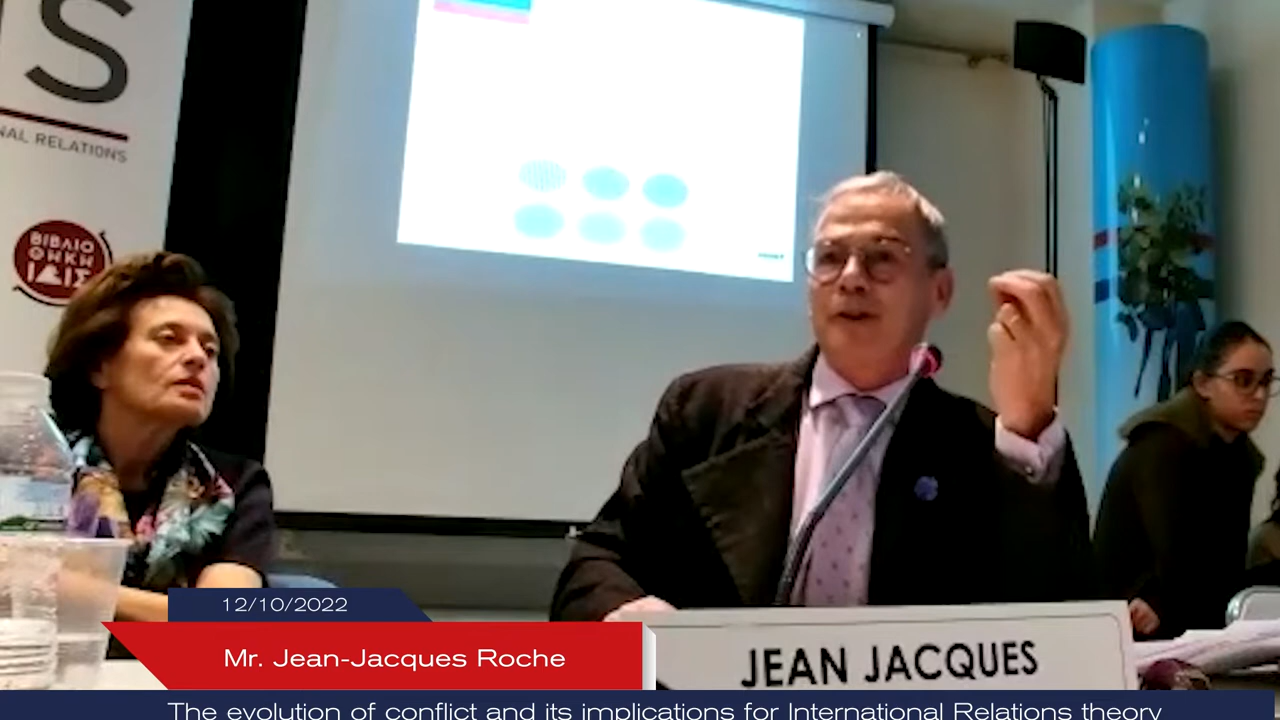 S
NAL RELATIONS
ΒΙΒΛΙΟ
ΘΗΚΗ
ΙΔΙΣ
12/10/2022
Mr. Jean-Jacques Roche
JEAN JACQUES
The evolution of conflict and its implications for International Relations theory